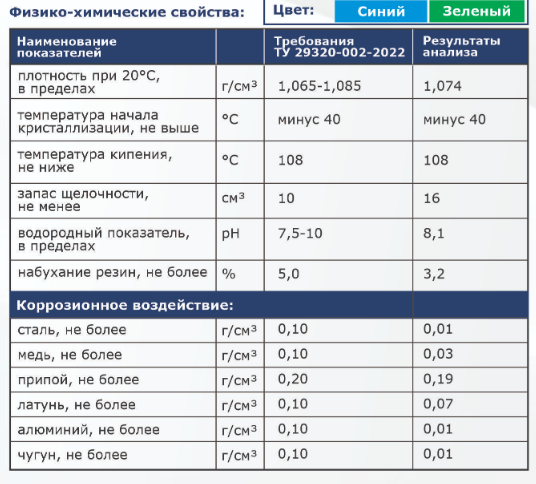 Физико-химические свойства: Цвет: Синий Зеленый
Наименование показателей Требования ТУ 29320-002-2022 Результаты анализа
плотность при 20°С, в пределах г/см³ 1,065-1,085 1,074
температура начала кристаллизации, не выше °С минус 40 минус 40
температура кипения, не ниже °С 108 108
запас щелочности, не менее см³ 10 16
водородный показатель, в пределах pH 7,5-10 8,1
набухание резин, не более % 5,0 3,2
Коррозионное воздействие:
сталь, не более г/см³ 0,10 0,01
медь, не более г/см³ 0,10 0,03
припой, не более г/см³ 0,20 0,19
латунь, не более г/см³ 0,10 0,07
алюминий, не более г/см³ 0,10 0,01
чугун, не более г/см³ 0,10 0,01